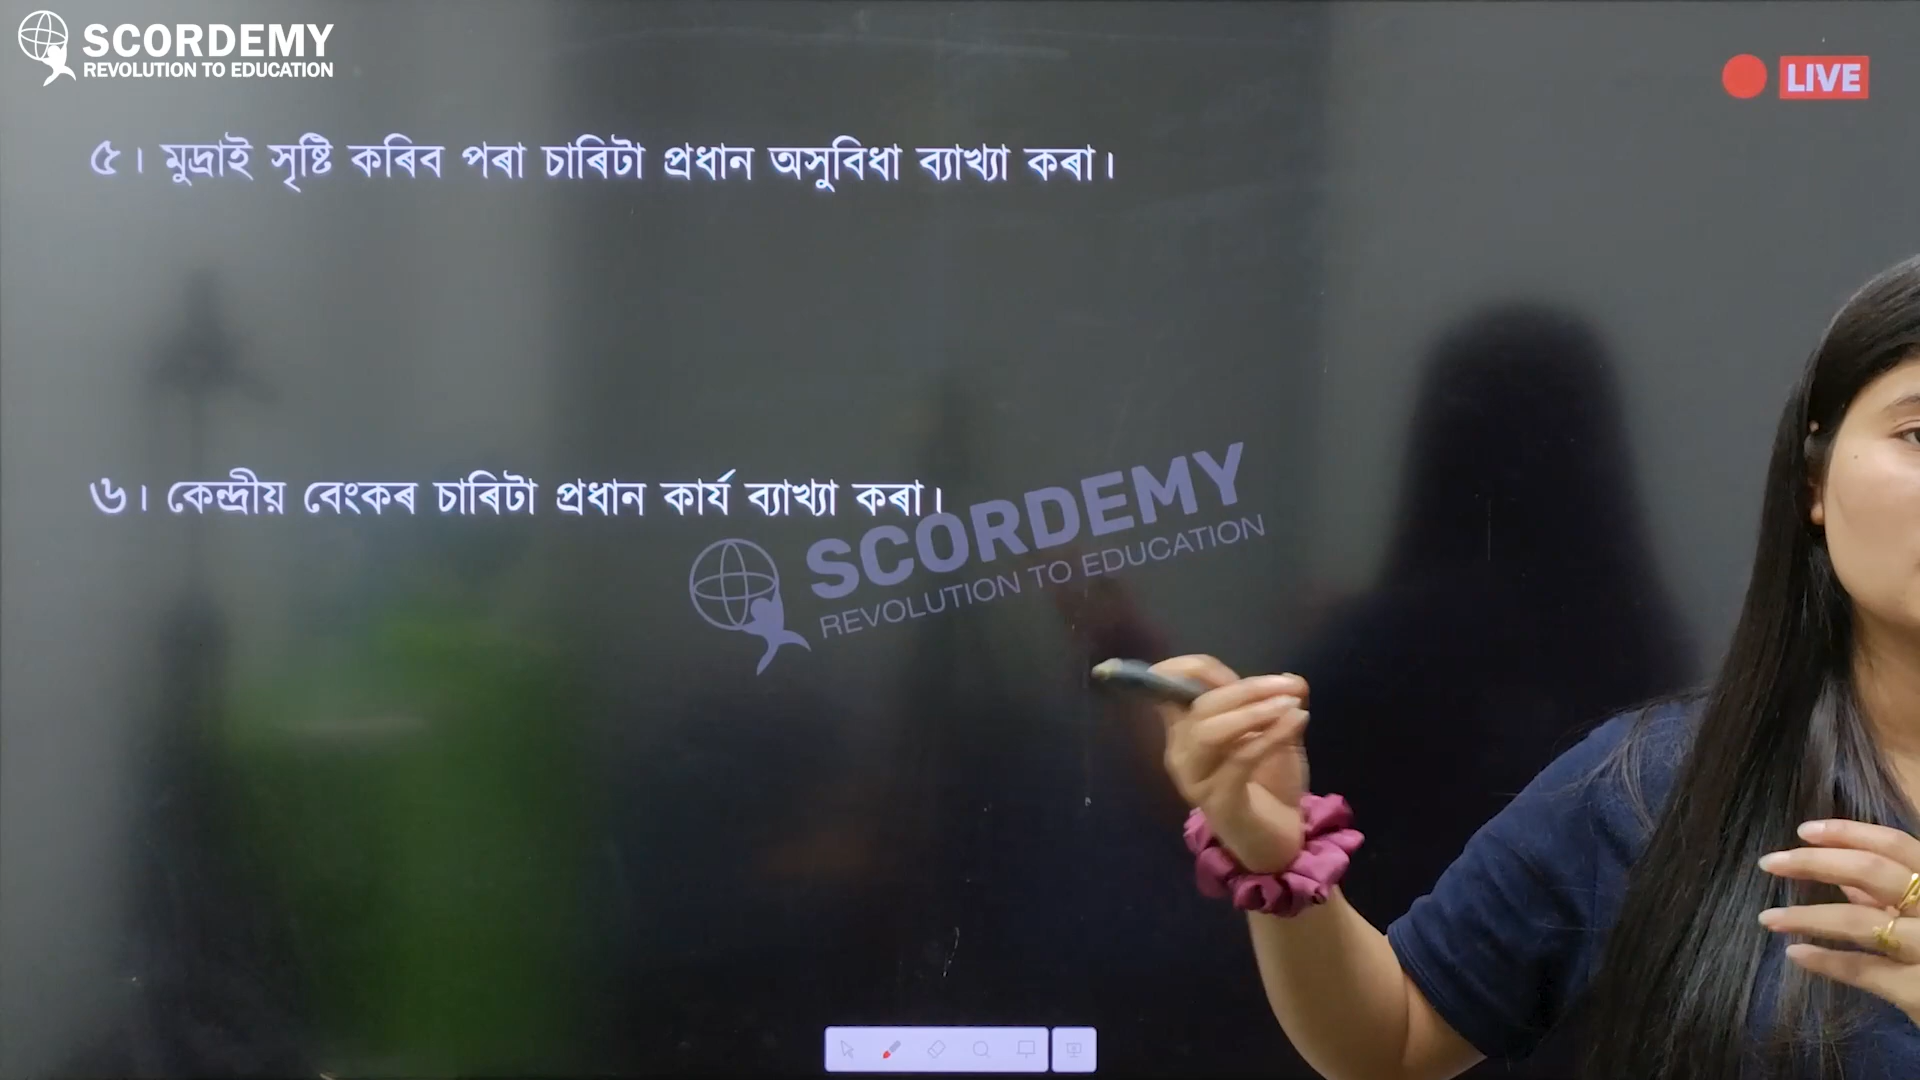 SCORDEMY
REVOLUTION TO EDUCATION
LIVE
৫। মুদ্ৰাই সৃষ্টি কৰিব পৰা চাৰিটা প্ৰধান অসুবিধা ব্যাখ্যা কৰা।
৬। কেন্দ্ৰীয় বেংকৰ চাৰিটা প্ৰধান কাৰ্য ব্যাখ্যা কৰা।
SCORDEMY
REVOLUTION TO EDUCATION